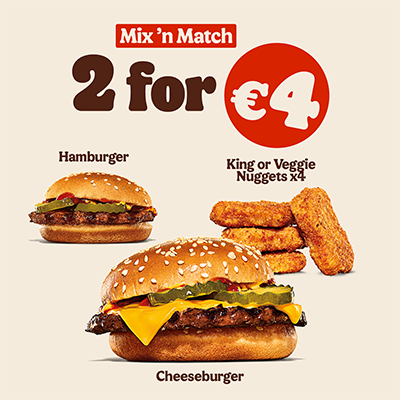 Mix ’n Match
2 for €4
Hamburger
King or Veggie
Nuggets x4
Cheeseburger